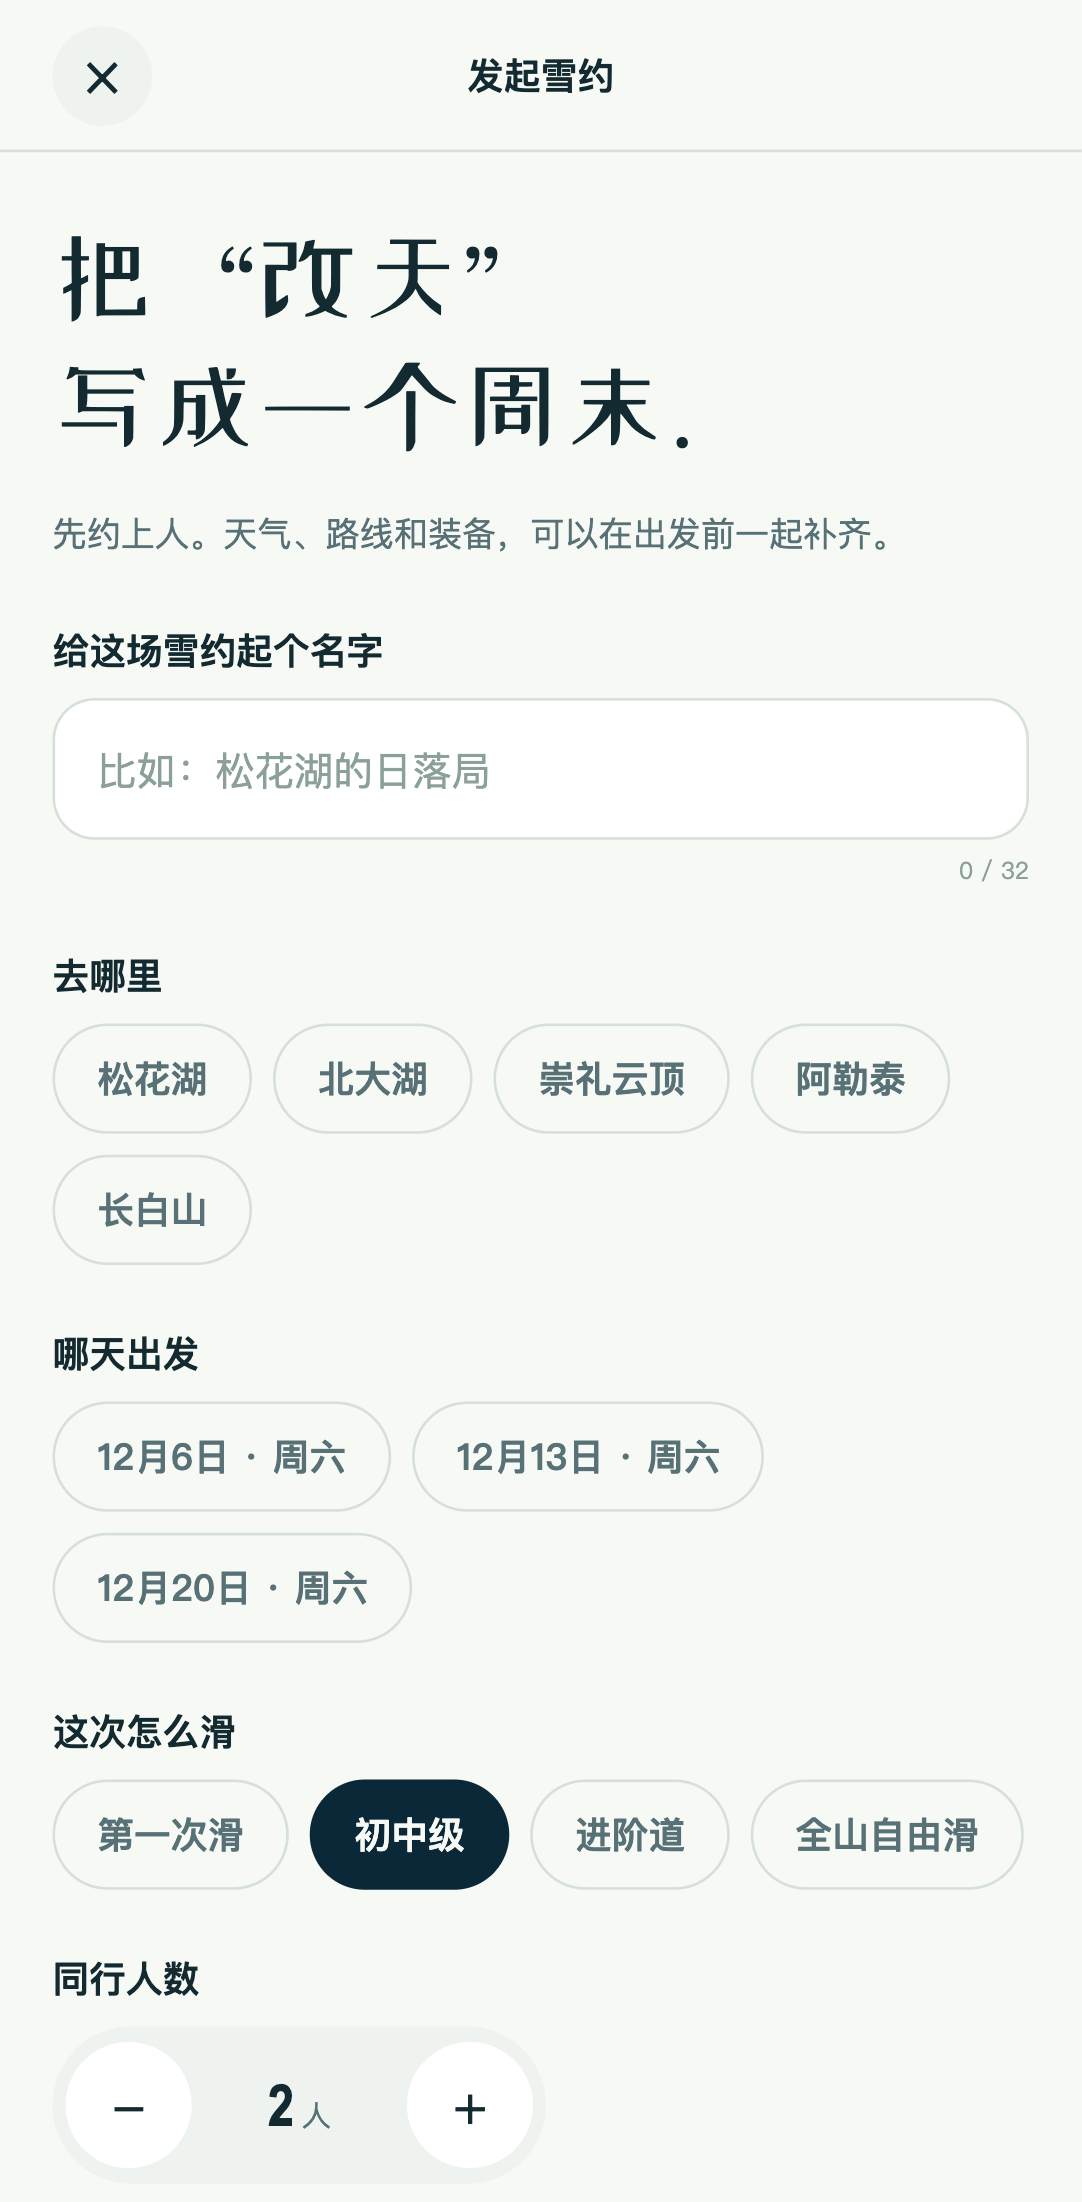 发起雪约
把 “改天”
写成一个周末.
先约上人。天气、路线和装备，可以在出发前一起补齐。
给这场雪约起个名字
比如：松花湖的日落局
0 / 32
去哪里
松花湖 北大湖 崇礼云顶 阿勒泰
长白山
哪天出发
12月6日 · 周六 12月13日 · 周六
12月20日 · 周六
这次怎么滑
第一次滑 初中级 进阶道 全山自由滑
同行人数
− 2 人 +